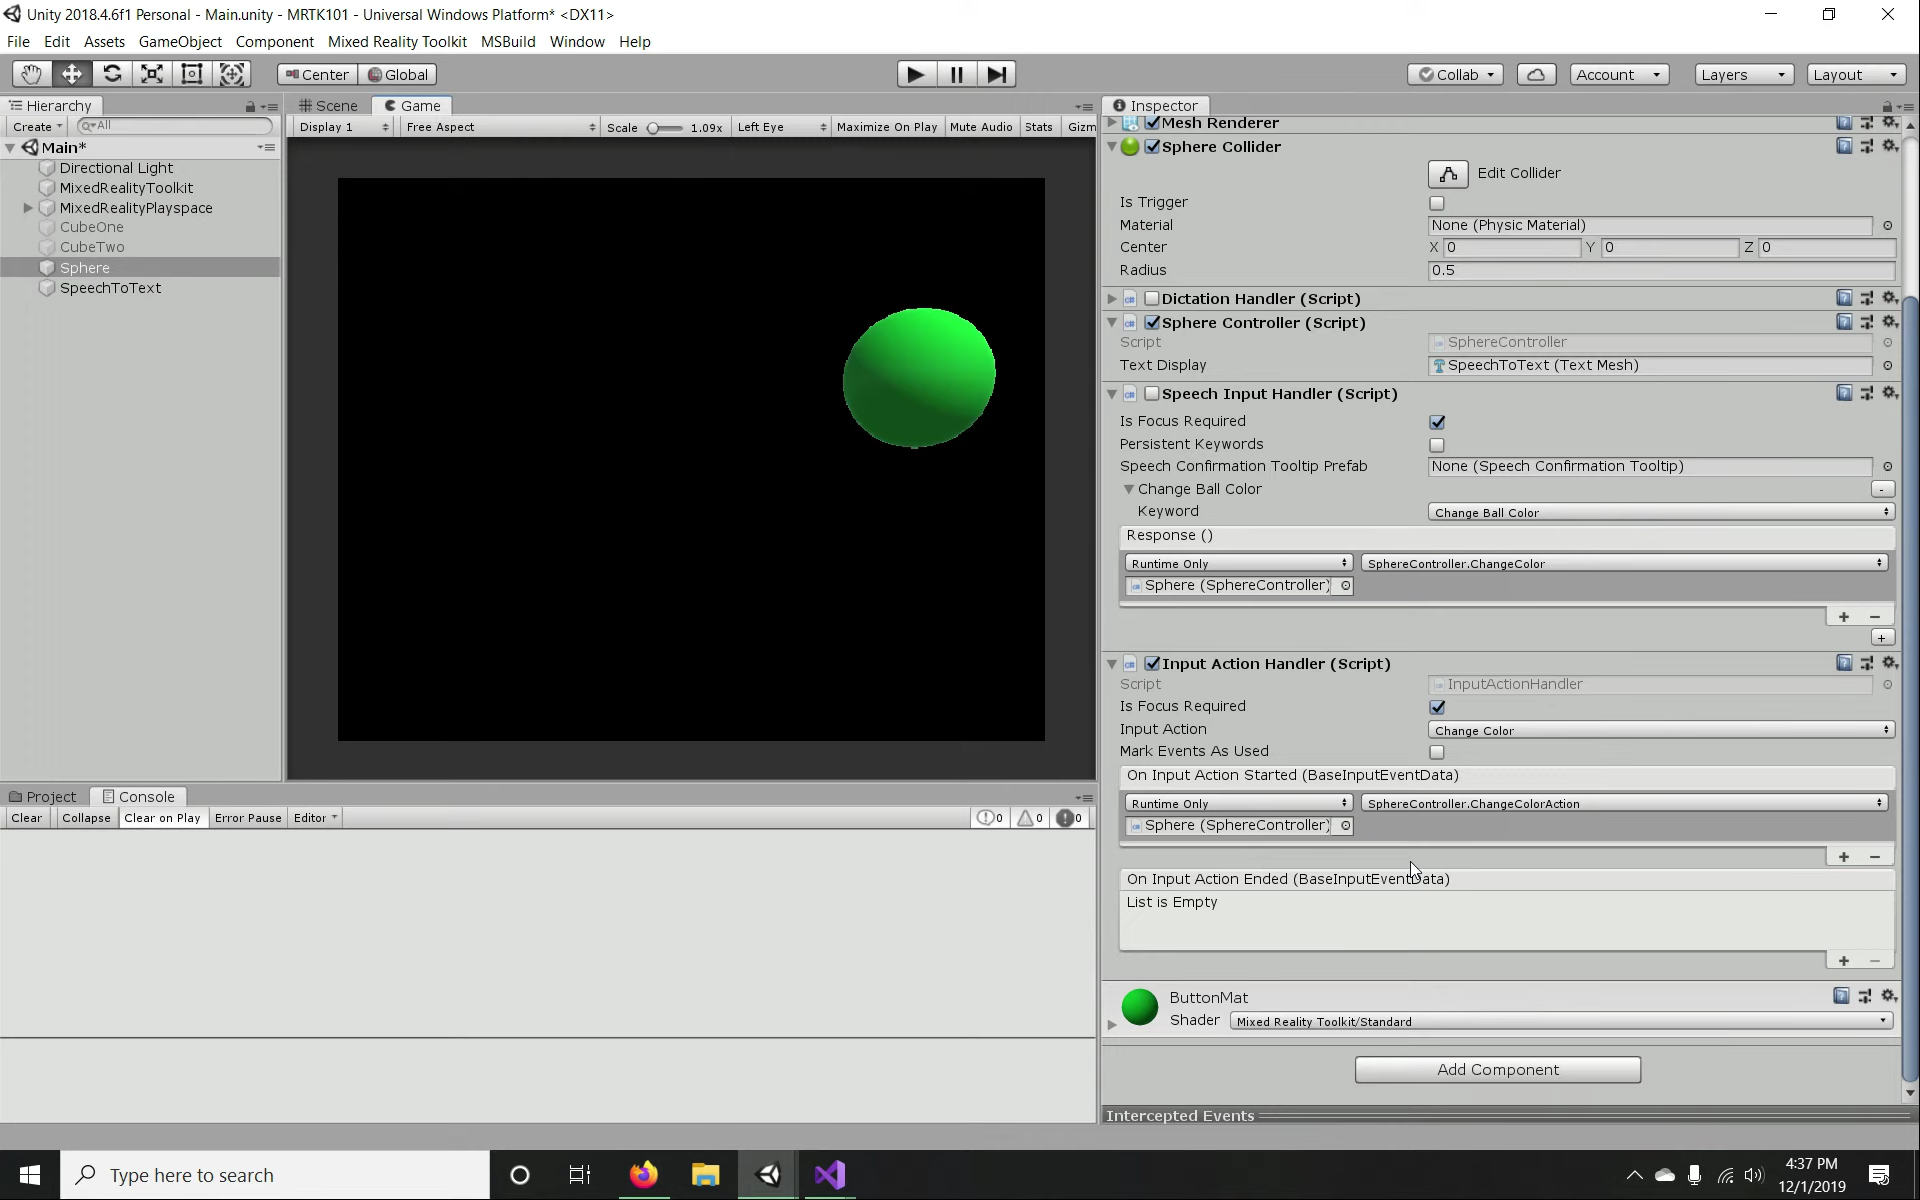 Unity 2018.4.6f1 Personal - Main.unity - MRTK101 - Universal Windows Platform* <DX11>
File Edit Assets GameObject Component Mixed Reality Toolkit MSBuild Window Help
Center Global Collab Account Layers Layout
Hierarchy
Create All
Main*
Directional Light
MixedRealityToolkit
MixedRealityPlayspace
CubeOne
CubeTwo
Sphere
SpeechToText
Scene Game
Display 1 Free Aspect Scale 1.09x Left Eye Maximize On Play Mute Audio Stats Gizm
Project Console
Clear Collapse Clear on Play Error Pause Editor 0 0 0
Inspector
Mesh Renderer
Sphere Collider
Edit Collider
Is Trigger
Material None (Physic Material)
Center X 0 Y 0 Z 0
Radius 0.5
Dictation Handler (Script)
Sphere Controller (Script)
Script SphereController
Text Display SpeechToText (Text Mesh)
Speech Input Handler (Script)
Is Focus Required
Persistent Keywords
Speech Confirmation Tooltip Prefab None (Speech Confirmation Tooltip)
Change Ball Color -
Keyword Change Ball Color
Response ()
Runtime Only SphereController.ChangeColor
Sphere (SphereController)
+ −
+
Input Action Handler (Script)
Script InputActionHandler
Is Focus Required
Input Action Change Color
Mark Events As Used
On Input Action Started (BaseInputEventData)
Runtime Only SphereController.ChangeColorAction
Sphere (SphereController)
+ −
On Input Action Ended (BaseInputEventData)
List is Empty
+ −
ButtonMat
Shader Mixed Reality Toolkit/Standard
Add Component
Intercepted Events
Type here to search
4:37 PM
12/1/2019